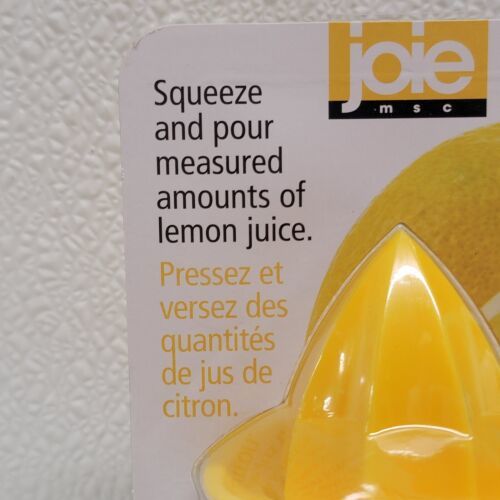 joie
msc
Squeeze
and pour
measured
amounts of
lemon juice.
Pressez et
versez des
quantités
de jus de
citron.